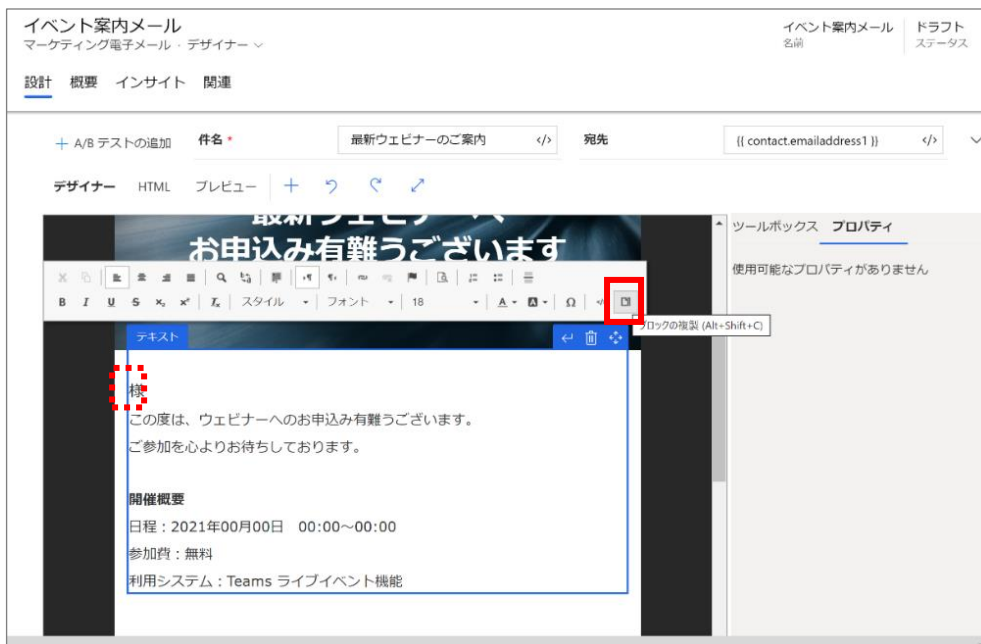 イベント案内メール
マーケティング電子メール · デザイナー
イベント案内メール
名前
ドラフト
ステータス
設計 概要 インサイト 関連
+ A/B テストの追加
件名 *
最新ウェビナーのご案内 </>
宛先
{{ contact.emailaddress1 }} </>
デザイナー HTML プレビュー
最新ウェビナーへ
お申込み有難うございます
ツールボックス プロパティ
使用可能なプロパティがありません
B I U S x₂ x² Tx スタイル フォント 18 A A Ω
ブロックの複製 (Alt+Shift+C)
テキスト
様
この度は、ウェビナーへのお申込み有難うございます。
ご参加を心よりお待ちしております。
開催概要
日程：2021年00月00日　00:00～00:00
参加費：無料
利用システム：Teams ライブイベント機能